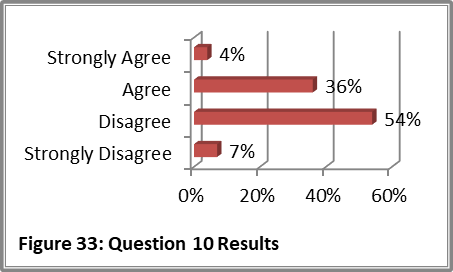 Strongly Agree 4%
Agree 36%
Disagree 54%
Strongly Disagree 7%
0% 20% 40% 60%
Figure 33: Question 10 Results